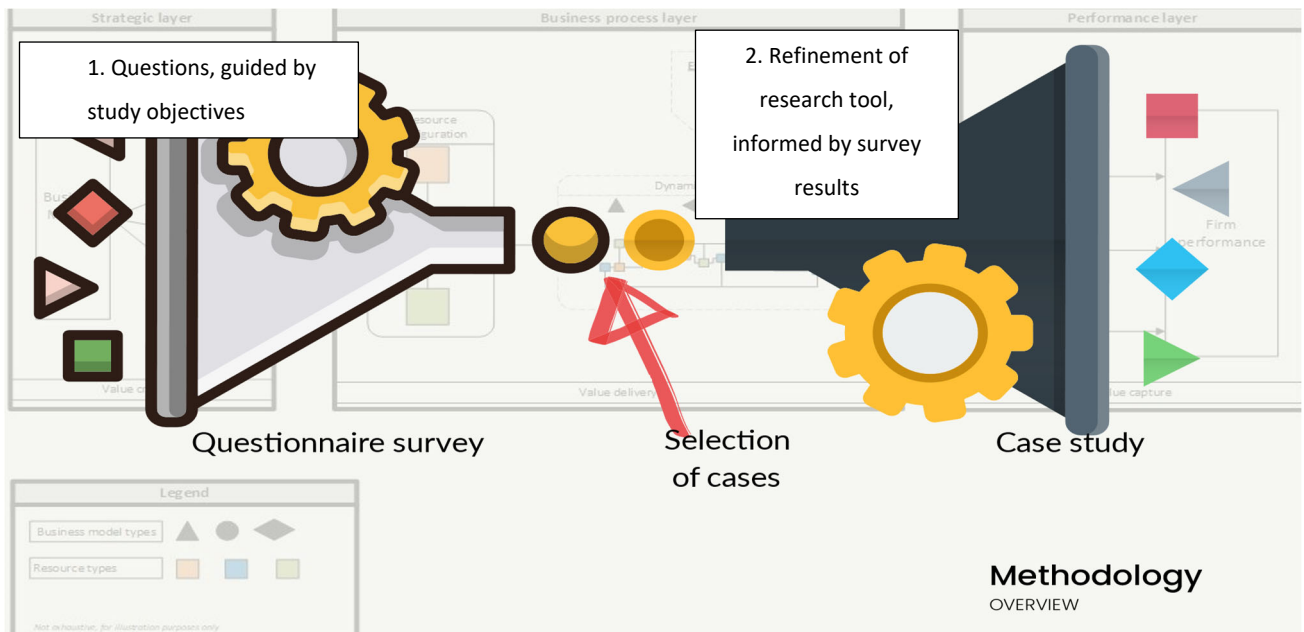 Strategic layer
Business process layer
Performance layer
1. Questions, guided by
study objectives
2. Refinement of
research tool,
informed by survey
results
Firm
performance
Value delivery
Questionnaire survey
Selection
of cases
Case study
Legend
Business model types
Resource types
Not exhaustive, for illustration purposes only
Methodology
OVERVIEW